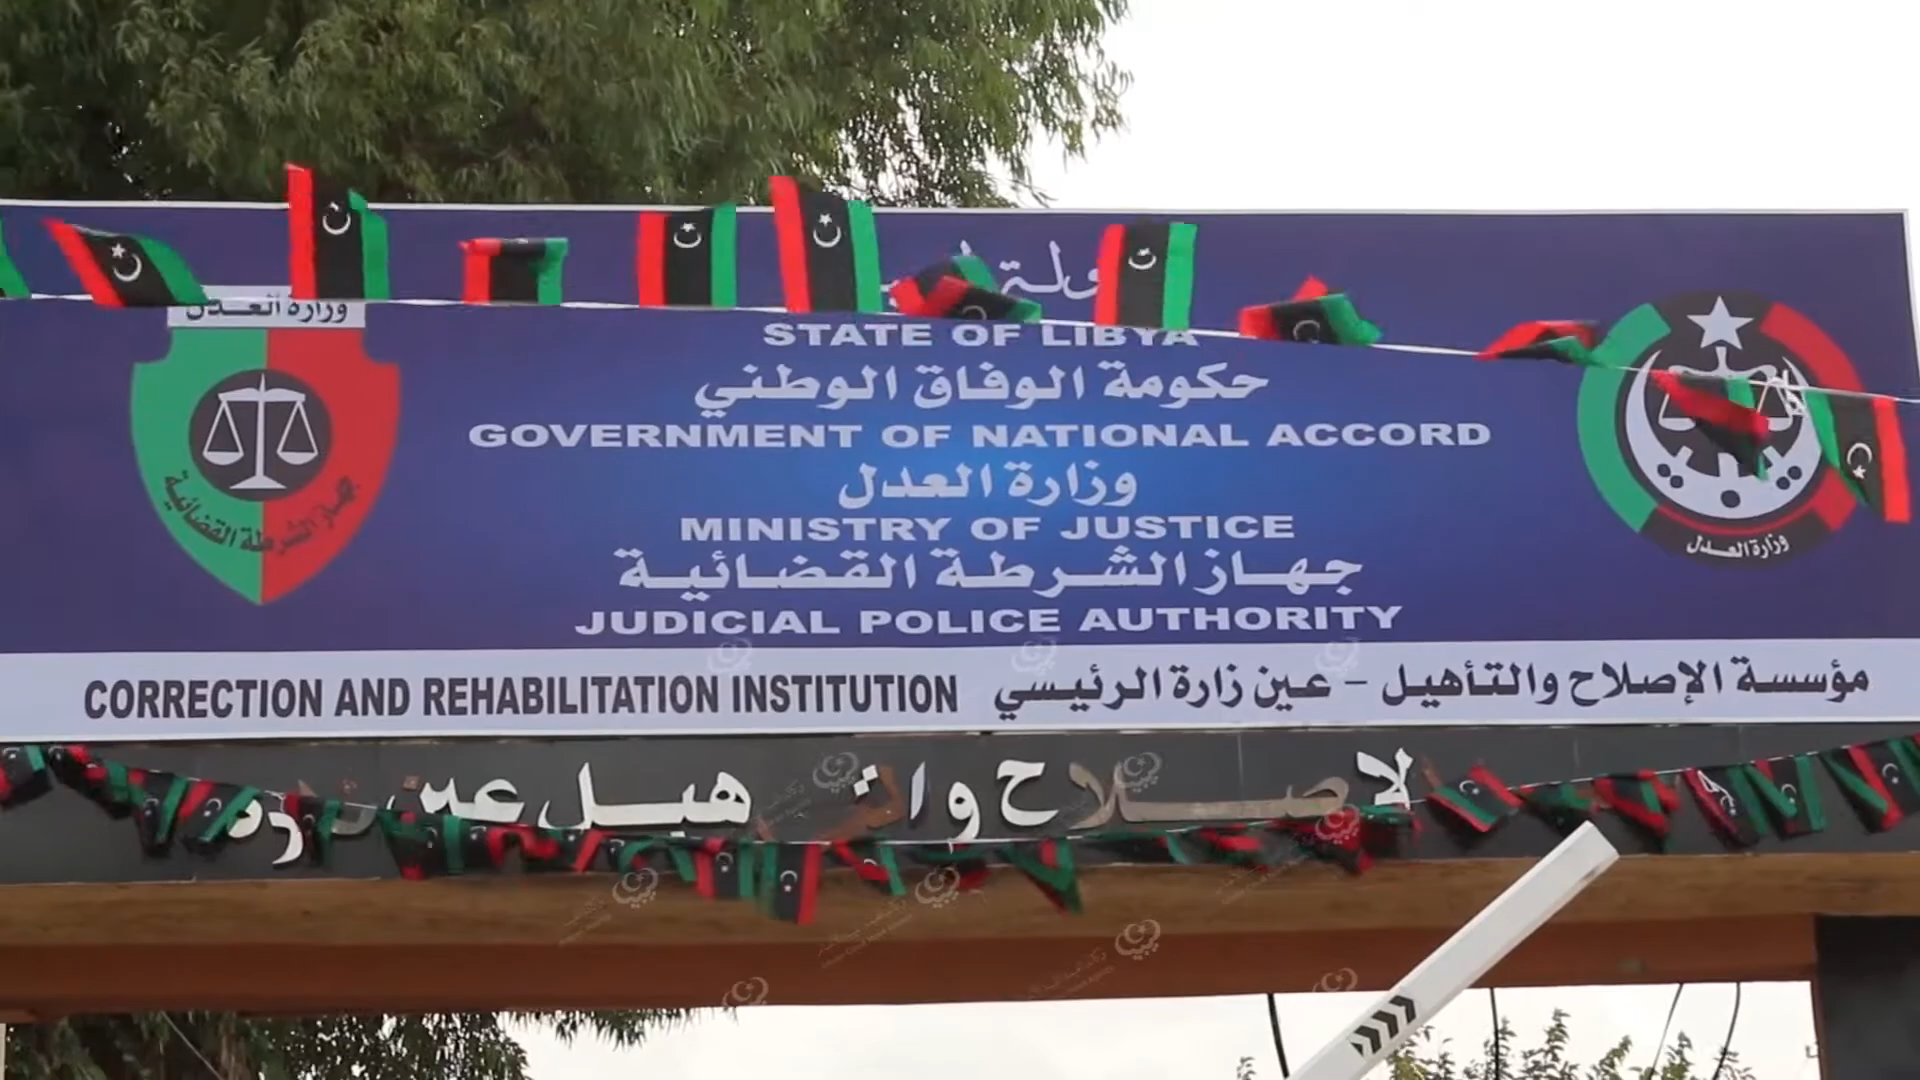 وزارة العدل
STATE OF LIBYA
حكومة الوفاق الوطني
GOVERNMENT OF NATIONAL ACCORD
وزارة العدل
MINISTRY OF JUSTICE
جهاز الشرطة القضائية
JUDICIAL POLICE AUTHORITY
جهاز الشرطة القضائية
وزارة العدل
CORRECTION AND REHABILITATION INSTITUTION
مؤسسة الإصلاح والتأهيل - عين زارة الرئيسي
عين